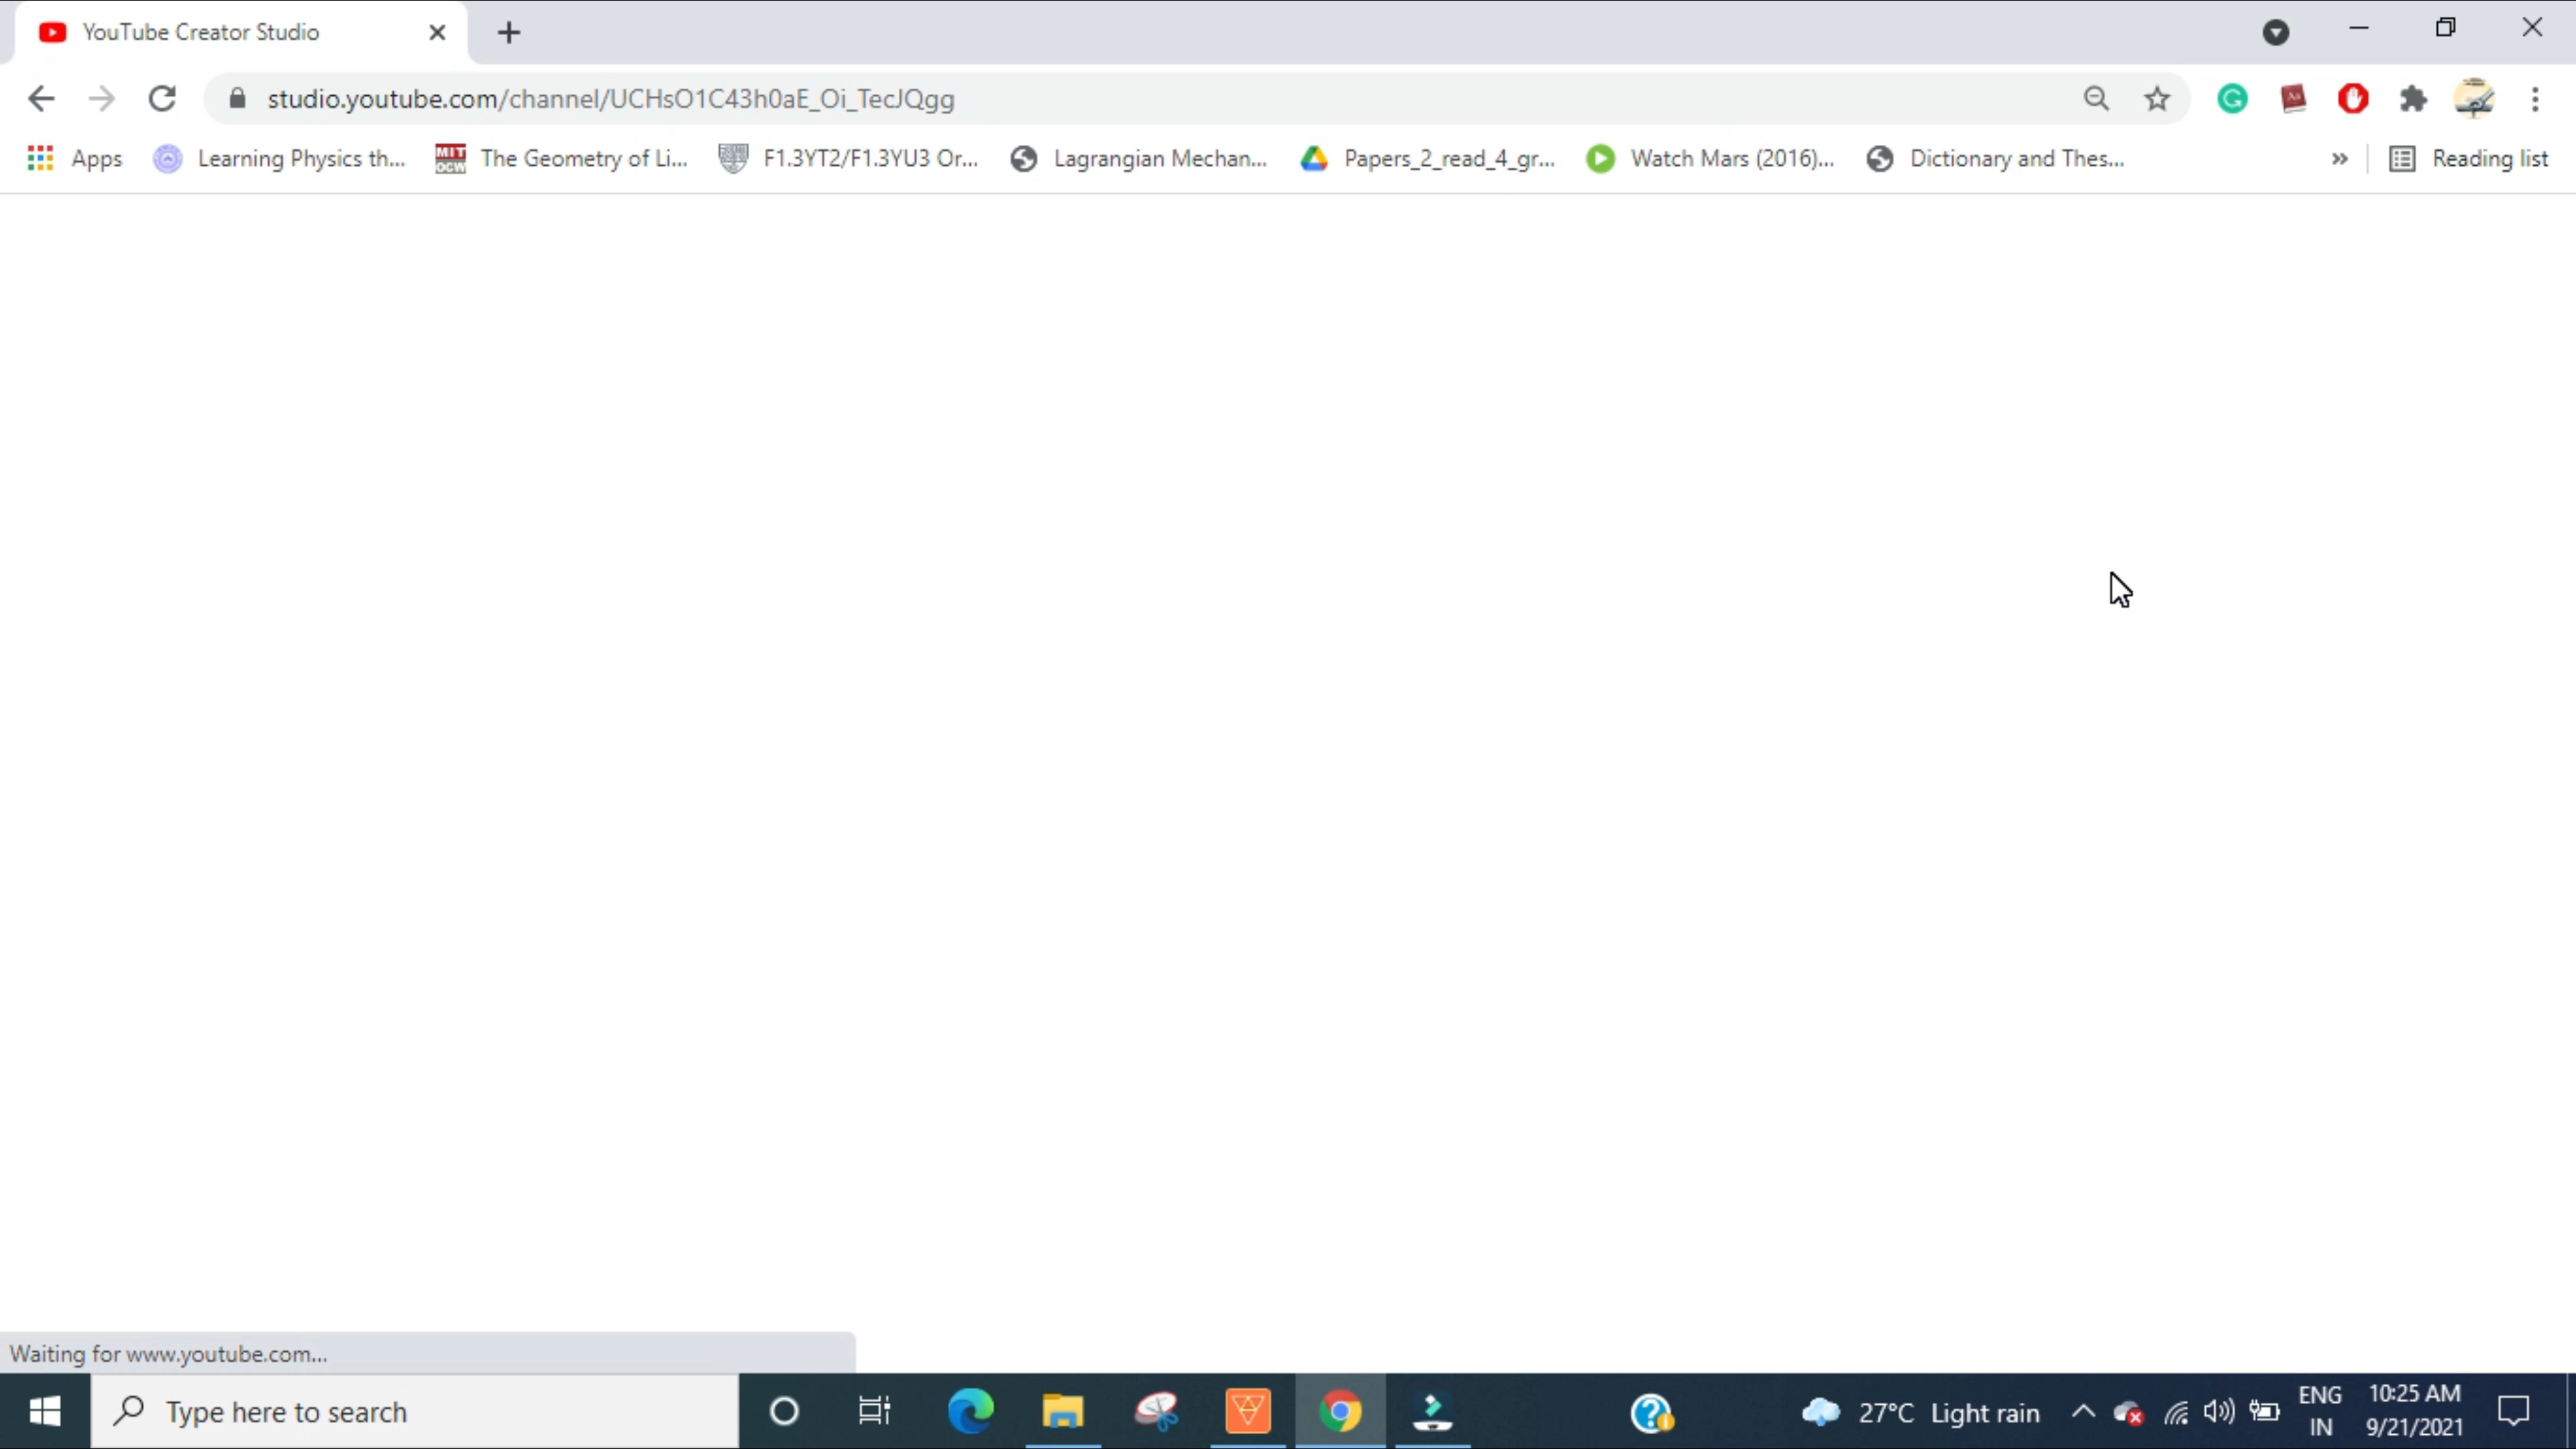 YouTube Creator Studio
studio.youtube.com/channel/UCHsO1C43h0aE_Oi_TecJQgg
Apps Learning Physics th... MIT OCW The Geometry of Li... F1.3YT2/F1.3YU3 Or... Lagrangian Mechan... Papers_2_read_4_gr... Watch Mars (2016)... Dictionary and Thes... » Reading list
Waiting for www.youtube.com...
Type here to search
27°C Light rain
ENG
IN
10:25 AM
9/21/2021